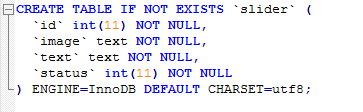 CREATE TABLE IF NOT EXISTS `slider` (
`id` int(11) NOT NULL,
`image` text NOT NULL,
`text` text NOT NULL,
`status` int(11) NOT NULL
) ENGINE=InnoDB DEFAULT CHARSET=utf8;